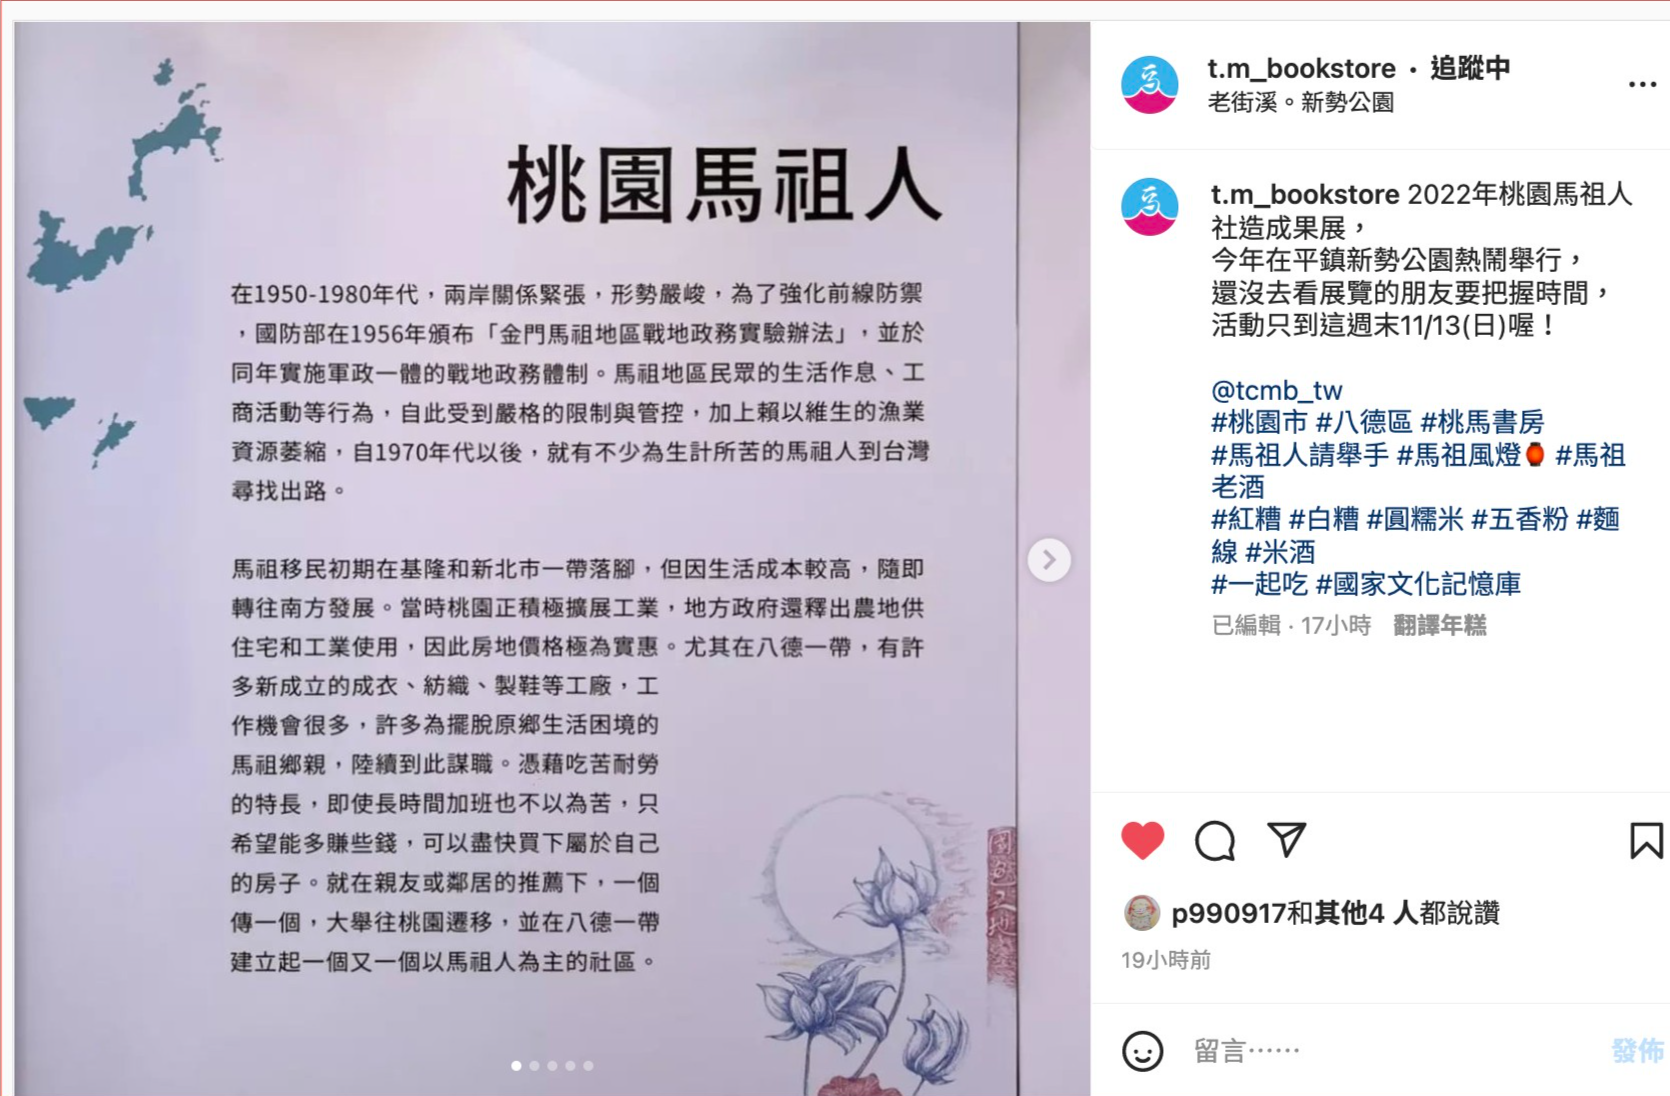 桃園馬祖人
在1950-1980年代，兩岸關係緊張，形勢嚴峻，為了強化前線防禦
，國防部在1956年頒布「金門馬祖地區戰地政務實驗辦法」，並於
同年實施軍政一體的戰地政務體制。馬祖地區民眾的生活作息、工
商活動等行為，自此受到嚴格的限制與管控，加上賴以維生的漁業
資源萎縮，自1970年代以後，就有不少為生計所苦的馬祖人到台灣
尋找出路。
馬祖移民初期在基隆和新北市一帶落腳，但因生活成本較高，隨即
轉往南方發展。當時桃園正積極擴展工業，地方政府還釋出農地供
住宅和工業使用，因此房地價格極為實惠。尤其在八德一帶，有許
多新成立的成衣、紡織、製鞋等工廠，工
作機會很多，許多為擺脫原鄉生活困境的
馬祖鄉親，陸續到此謀職。憑藉吃苦耐勞
的特長，即使長時間加班也不以為苦，只
希望能多賺些錢，可以盡快買下屬於自己
的房子。就在親友或鄰居的推薦下，一個
傳一個，大舉往桃園遷移，並在八德一帶
建立起一個又一個以馬祖人為主的社區。
t.m_bookstore • 追蹤中
老街溪。新勢公園
t.m_bookstore 2022年桃園馬祖人
社造成果展，
今年在平鎮新勢公園熱鬧舉行，
還沒去看展覽的朋友要把握時間，
活動只到這週末11/13(日)喔！
@tcmb_tw
#桃園市 #八德區 #桃馬書房
#馬祖人請舉手 #馬祖風燈🏮 #馬祖
老酒
#紅糟 #白糟 #圓糯米 #五香粉 #麵
線 #米酒
#一起吃 #國家文化記憶庫
已編輯 · 17小時 翻譯年糕
p990917和其他4 人都說讚
19小時前
留言……
發佈